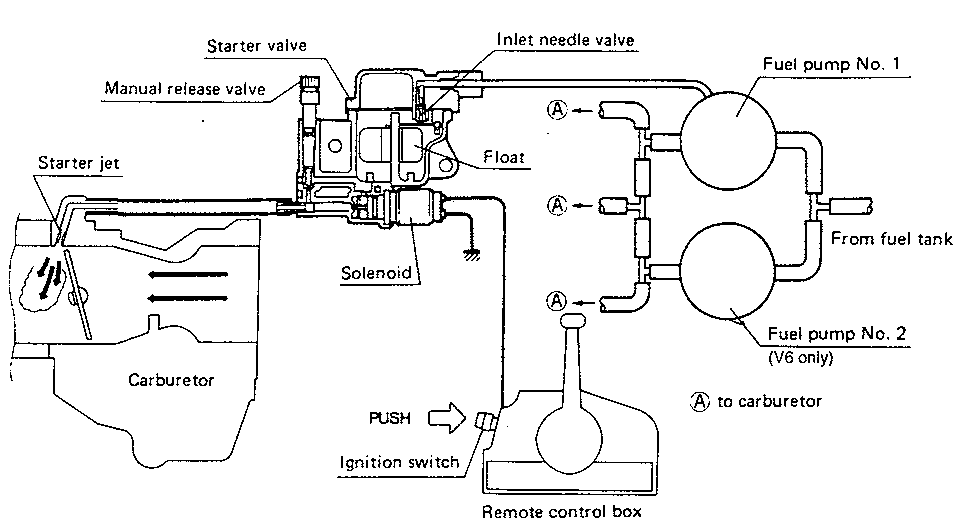 Inlet needle valve
Starter valve
Fuel pump No. 1
Manual release valve
Ⓐ
Starter jet
Float
Ⓐ
From fuel tank
Solenoid
Ⓐ
Fuel pump No. 2
(V6 only)
Carburetor
Ⓐ to carburetor
PUSH
Ignition switch
Remote control box